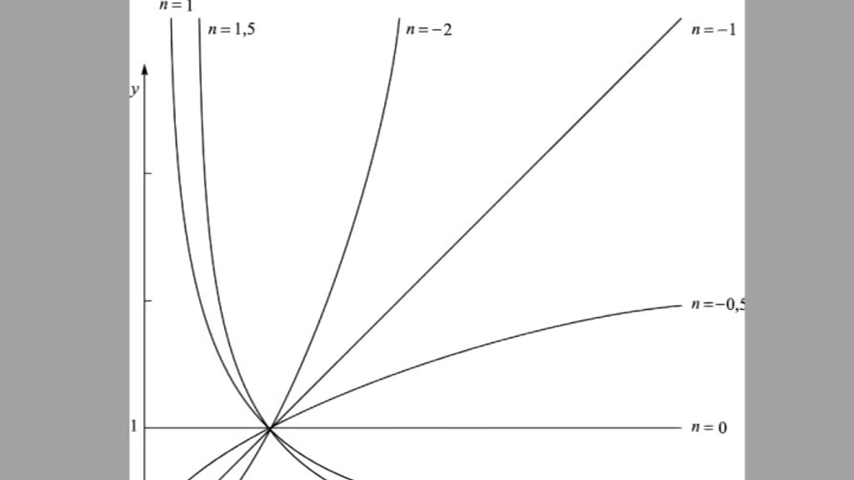 n = 1
n = 1,5
n = −2
n = −1
y
n = −0,5
1
n = 0